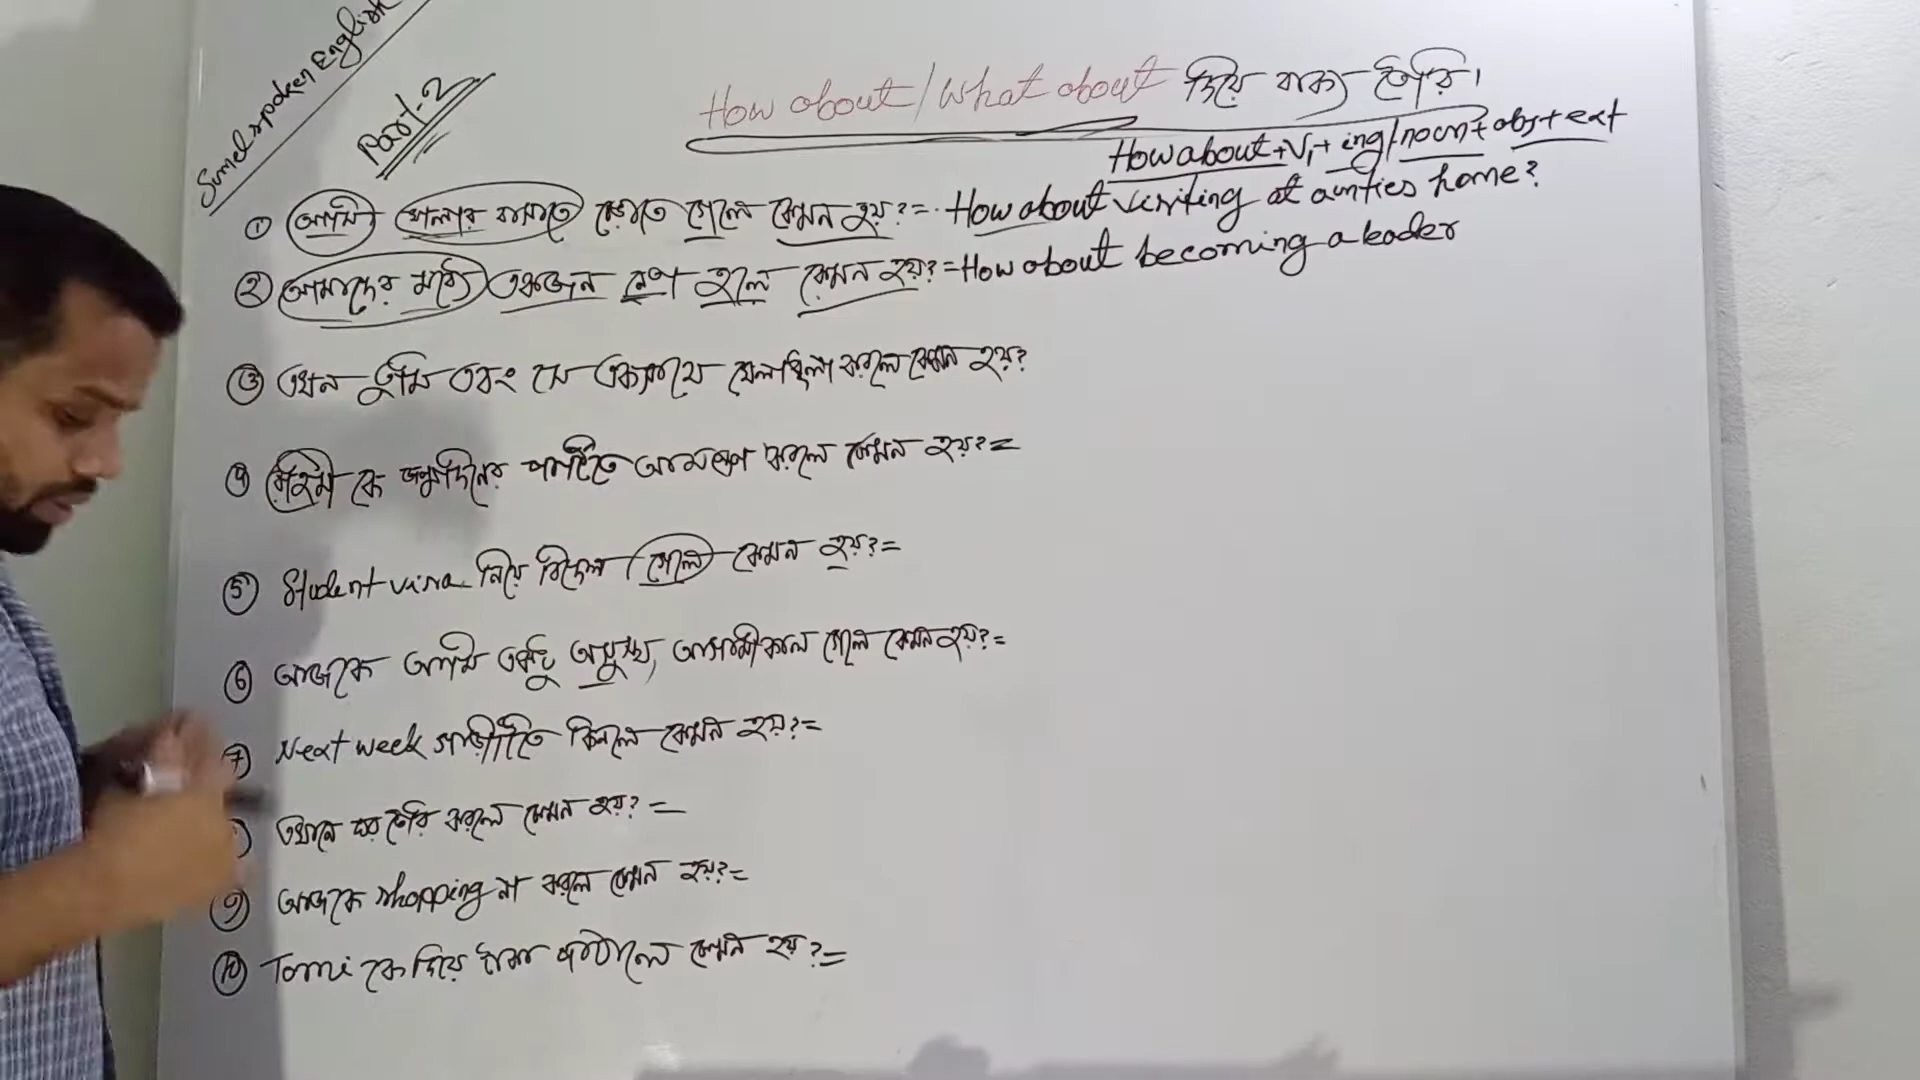 Sumel spoken English
Part-2
How about/What about দিয়ে বাক্য তৈরি।
How about + V₁ + ing/noun + obj + ext
① আমি খালার বাসাতে বেড়াতে গেলে কেমন হয়? = How about visiting at aunties home?
② আমাদের মধ্যে একজন নেতা হলে কেমন হয়? = How about becoming a leader
③ এখন তুমি এবং সে একসাথে খেলাধুলা করলে কেমন হয়?
৪ রহিম কে জন্মদিনের পার্টিতে আমন্ত্রণ করলে কেমন হয়? =
⑤ Student visa নিয়ে বিদেশ গেলে কেমন হয়? =
⑥ আজকে আমি একটু অসুস্থ, আগামীকাল গেলে কেমন হয়? =
⑦ Next week গাড়ীটি কিনলে কেমন হয়? =
এখানে ঘর তৈরি করলে কেমন হয়? =
⑨ আজকে shopping না করলে কেমন হয়? =
⑩ Tomi কে দিয়ে টাকা পাঠালে কেমন হয়? =